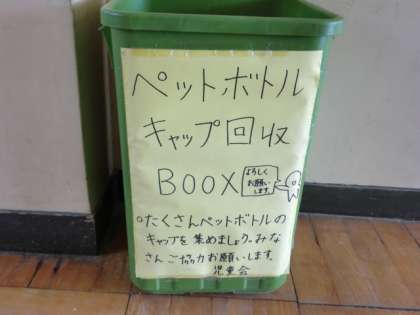 ペットボトル
キャップ回収
BOOX
よろしく
お願い
します。
○たくさんペットボトルの
キャップを集めましょう。みな
さんご協力お願いします。
児童会